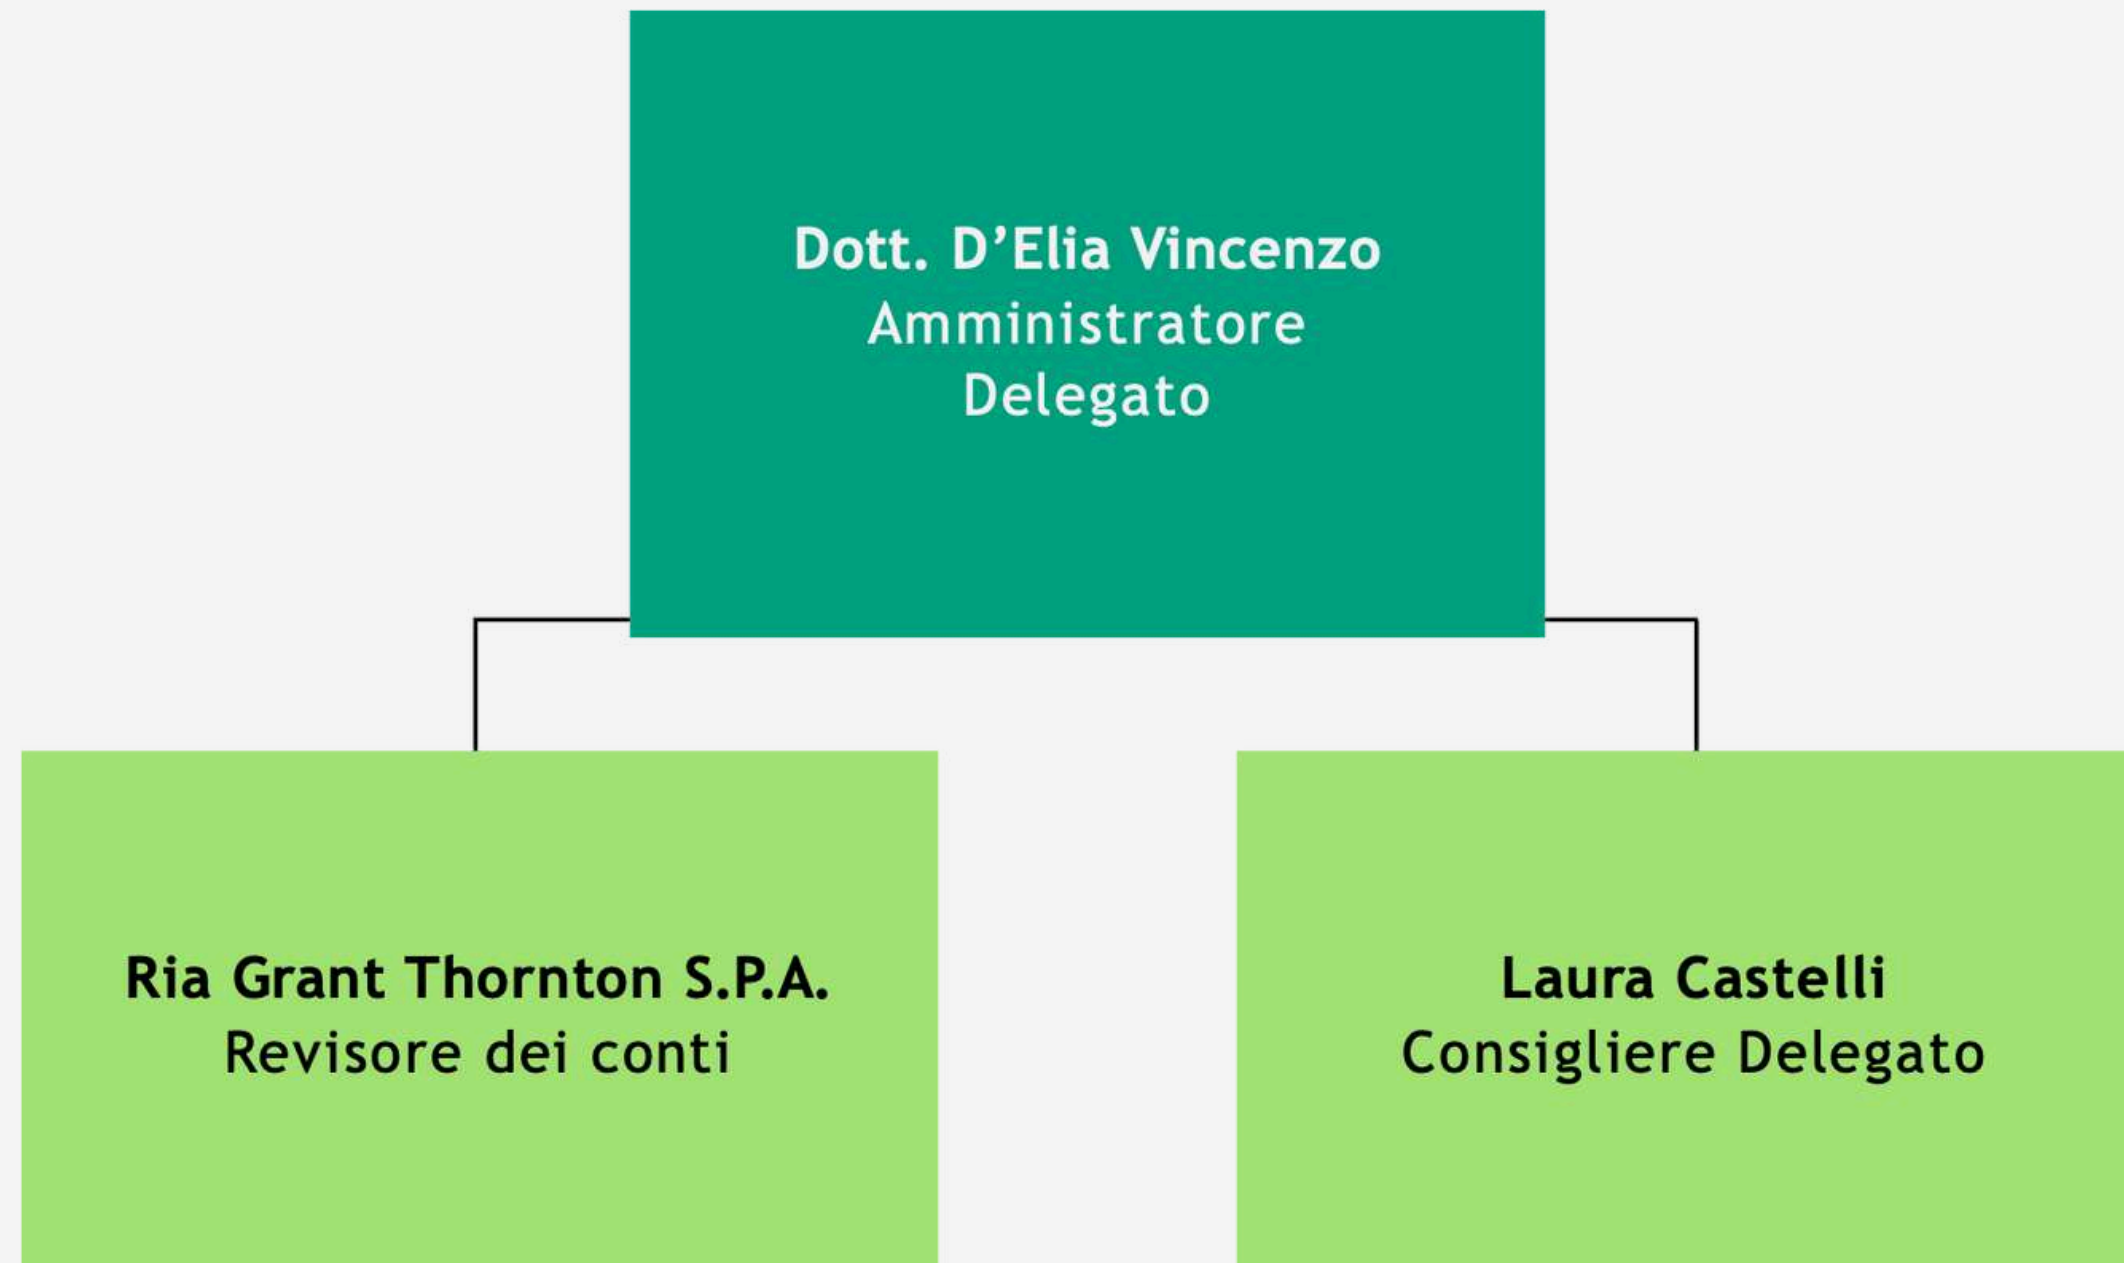 Dott. D’Elia Vincenzo
Amministratore
Delegato
Ria Grant Thornton S.P.A.
Revisore dei conti
Laura Castelli
Consigliere Delegato